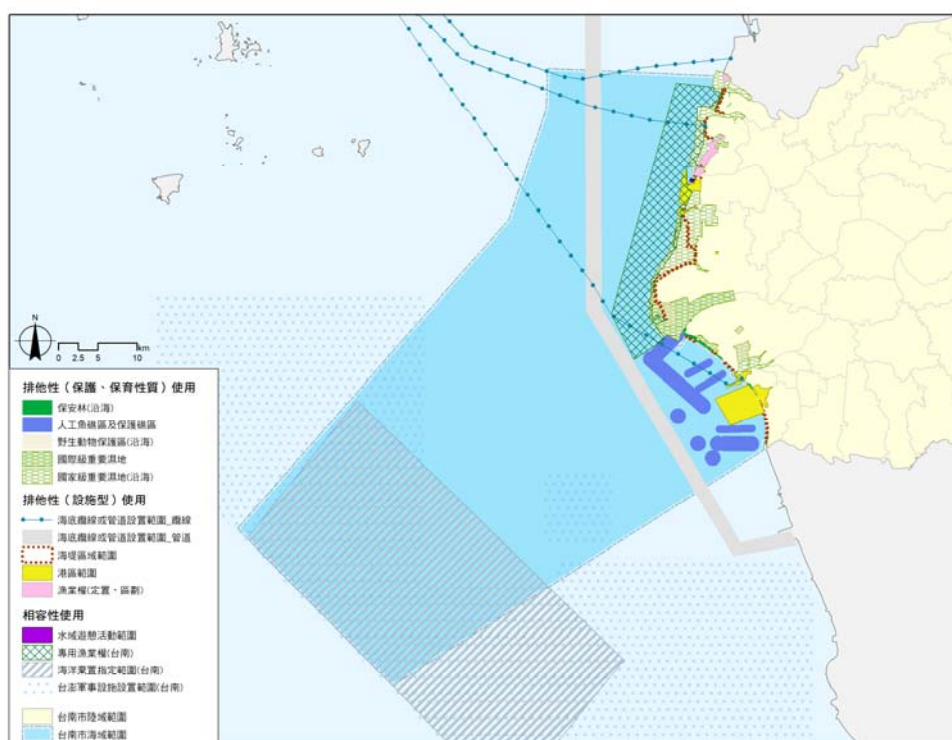 N
0 2.5 5 10
km
排他性（保護、保育性質）使用
保安林(沿海)
人工魚礁區及保護礁區
野生動物保護區(沿海)
國際級重要濕地
國家級重要濕地(沿海)
排他性（設施型）使用
海底纜線或管道設置範圍_纜線
海底纜線或管道設置範圍_管道
海堤區域範圍
港區範圍
漁業權(定置、區劃)
相容性使用
水域遊憩活動範圍
專用漁業權(台南)
海洋棄置指定範圍(台南)
台澎軍事設施設置範圍(台南)
台南市陸域範圍
台南市海域範圍